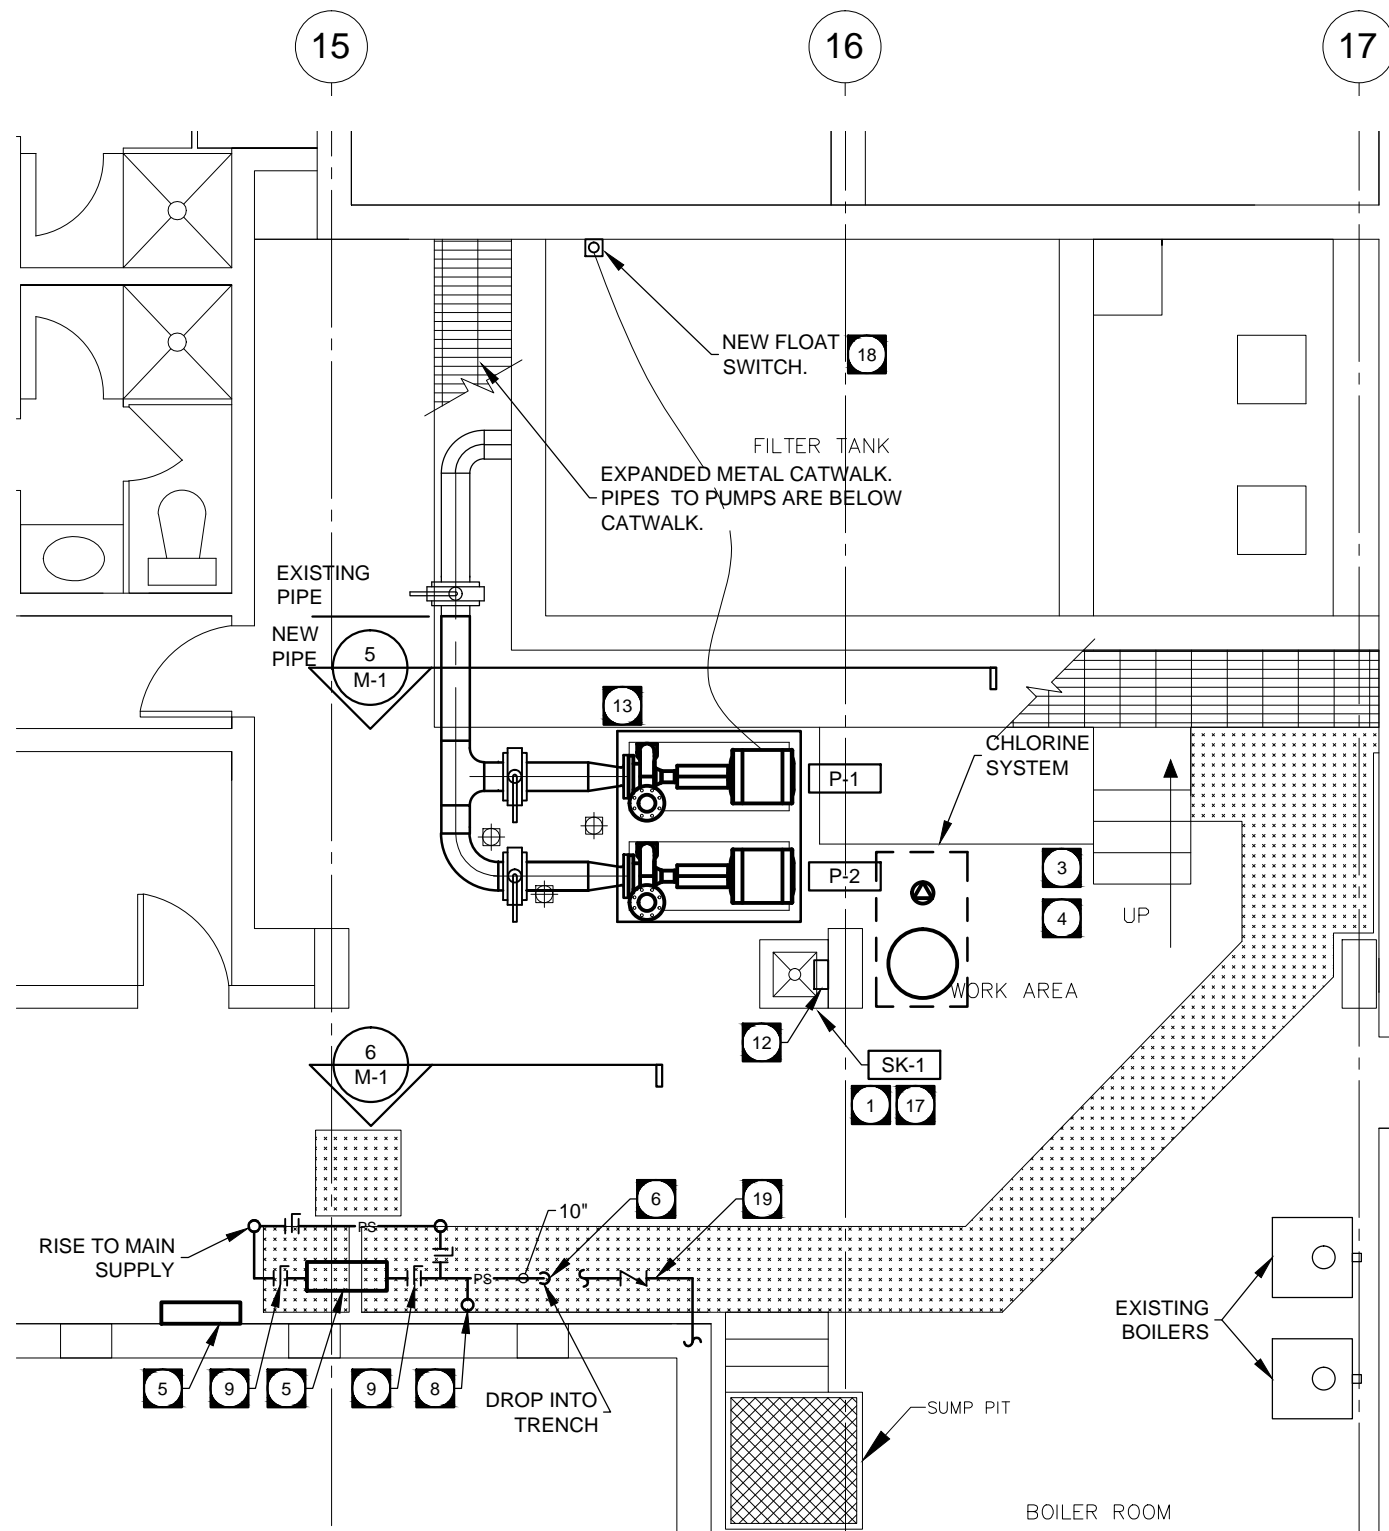 15
16
17
NEW FLOAT
SWITCH.
18
FILTER TANK
EXPANDED METAL CATWALK.
PIPES TO PUMPS ARE BELOW
CATWALK.
EXISTING
PIPE
NEW
PIPE
5
M-1
13
CHLORINE
SYSTEM
P-1
P-2
3
4
UP
WORK AREA
12
SK-1
1
17
6
M-1
6
19
10"
PS
RISE TO MAIN
SUPPLY
PS
EXISTING
BOILERS
5
9
5
9
8
DROP INTO
TRENCH
SUMP PIT
BOILER ROOM